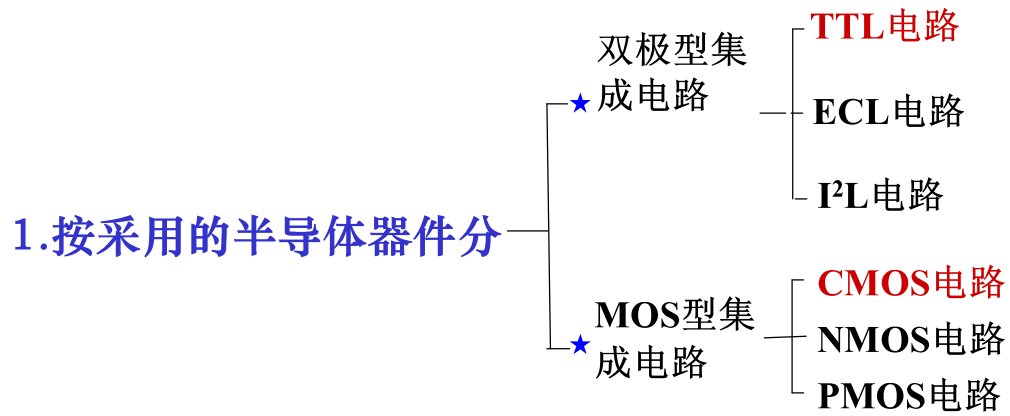 1.按采用的半导体器件分
★双极型集
成电路
TTL电路
ECL电路
I²L电路
★MOS型集
成电路
CMOS电路
NMOS电路
PMOS电路